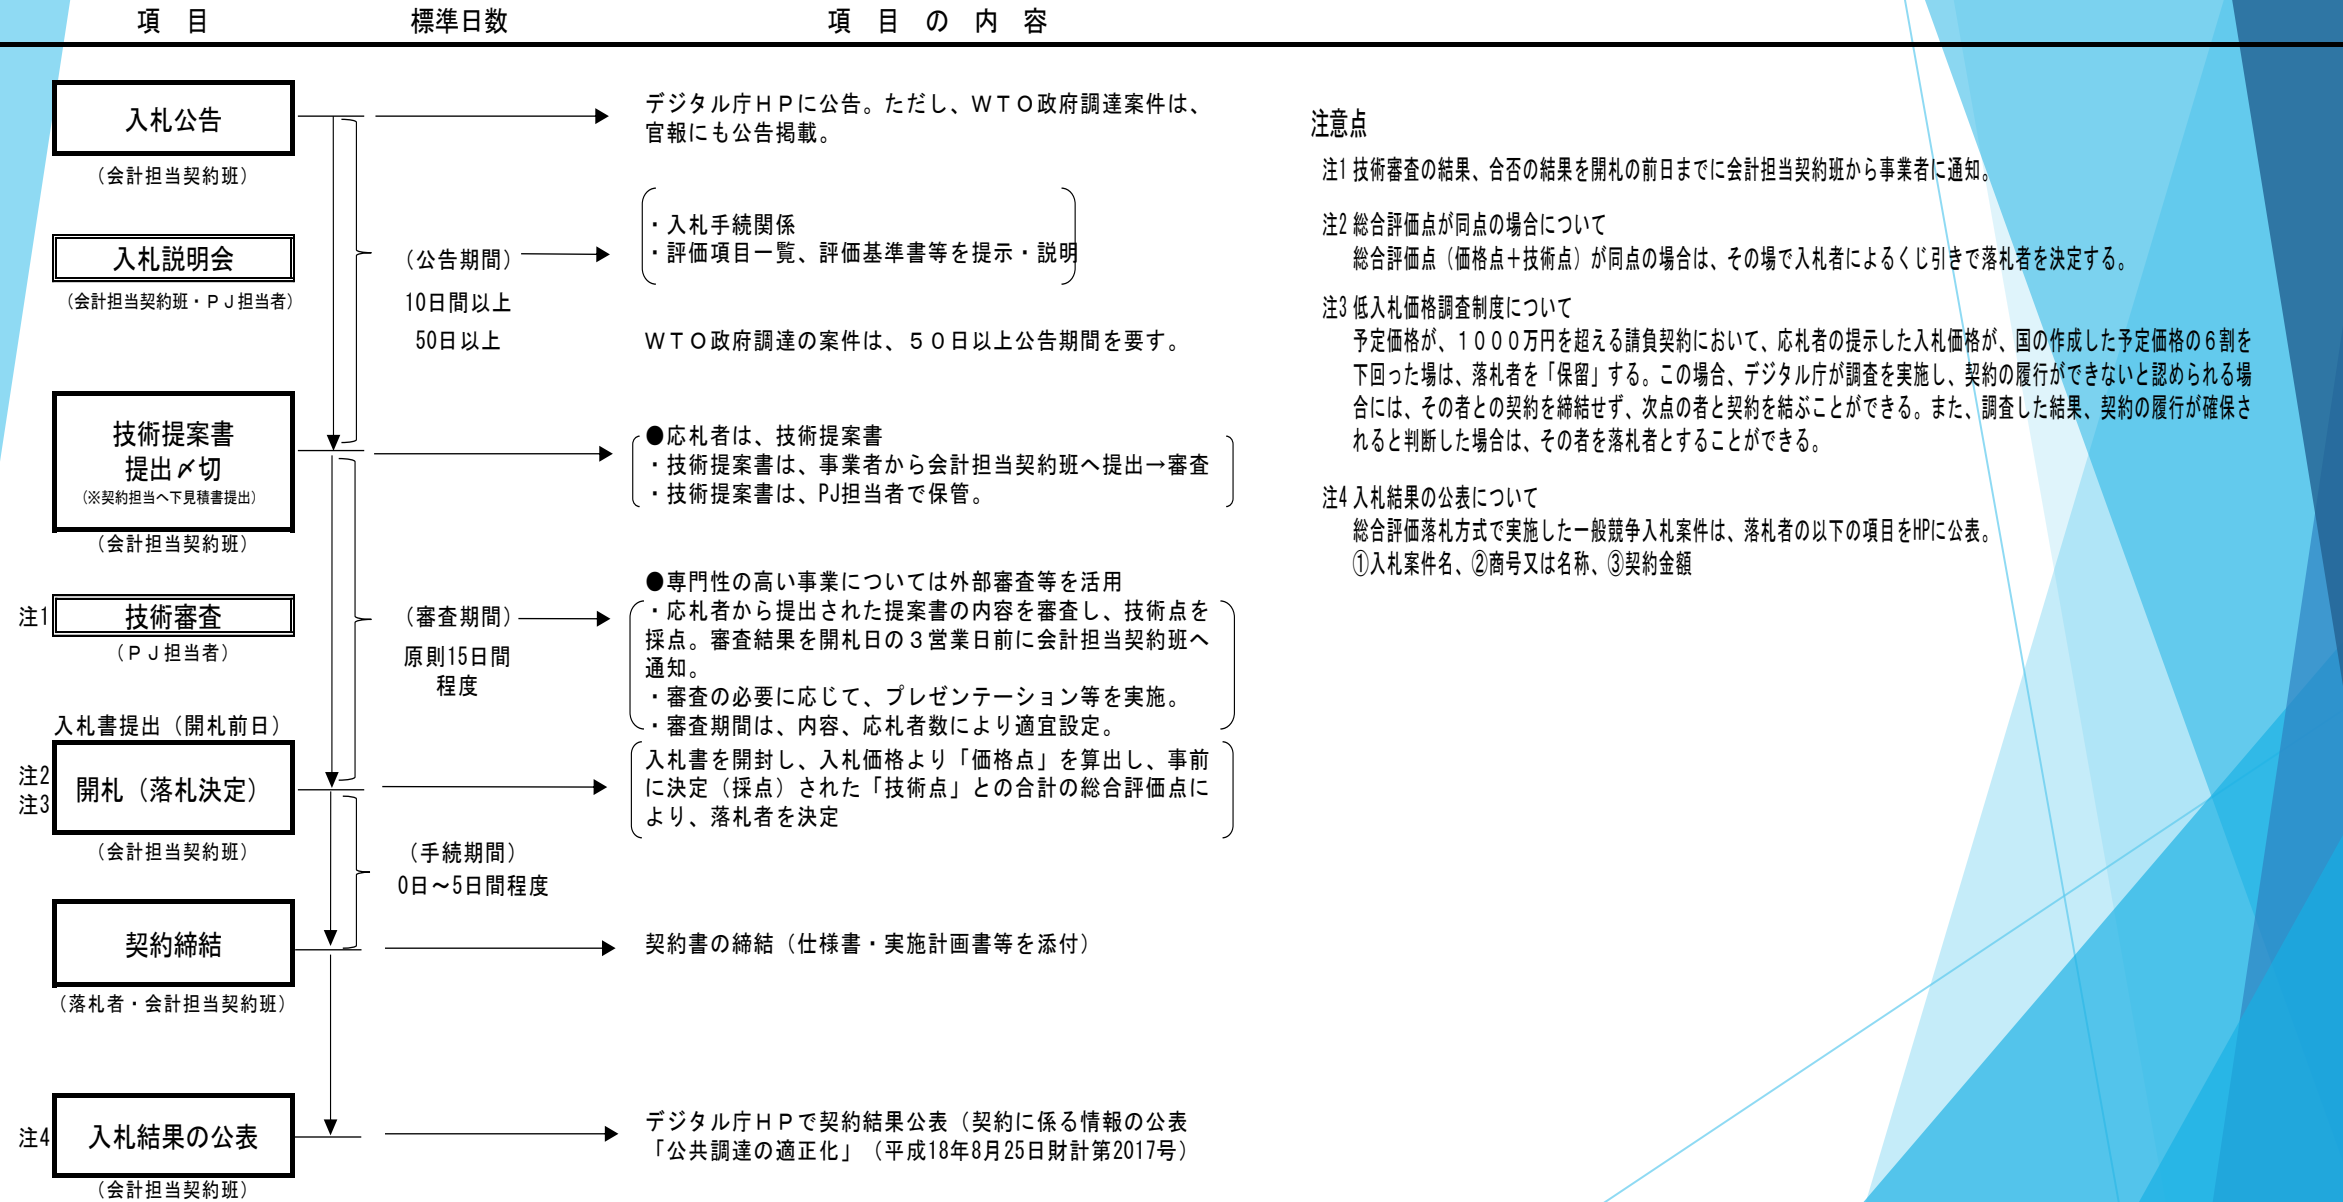 項　目　標準日数　項　目　の　内　容
入札公告
（会計担当契約班）
デジタル庁ＨＰに公告。ただし、ＷＴＯ政府調達案件は、
官報にも公告掲載。
入札説明会
（会計担当契約班・ＰＪ担当者）
（公告期間）
10日間以上
50日以上
・入札手続関係
・評価項目一覧、評価基準書等を提示・説明
ＷＴＯ政府調達の案件は、５０日以上公告期間を要す。
技術提案書
提出〆切
（※契約担当へ下見積書提出）
（会計担当契約班）
●応札者は、技術提案書
・技術提案書は、事業者から会計担当契約班へ提出→審査
・技術提案書は、PJ担当者で保管。
注1
技術審査
（ＰＪ担当者）
（審査期間）
原則15日間
程度
●専門性の高い事業については外部審査等を活用
・応札者から提出された提案書の内容を審査し、技術点を
採点。審査結果を開札日の３営業日前に会計担当契約班へ
通知。
・審査の必要に応じて、プレゼンテーション等を実施。
・審査期間は、内容、応札者数により適宜設定。
入札書提出（開札前日）
注2
注3
開札（落札決定）
（会計担当契約班）
入札書を開封し、入札価格より「価格点」を算出し、事前
に決定（採点）された「技術点」との合計の総合評価点に
より、落札者を決定
（手続期間）
0日～5日間程度
契約締結
（落札者・会計担当契約班）
契約書の締結（仕様書・実施計画書等を添付）
注4
入札結果の公表
（会計担当契約班）
デジタル庁ＨＰで契約結果公表（契約に係る情報の公表
「公共調達の適正化」（平成18年8月25日財計第2017号）
注意点
注1 技術審査の結果、合否の結果を開札の前日までに会計担当契約班から事業者に通知。
注2 総合評価点が同点の場合について
総合評価点（価格点＋技術点）が同点の場合は、その場で入札者によるくじ引きで落札者を決定する。
注3 低入札価格調査制度について
予定価格が、１０００万円を超える請負契約において、応札者の提示した入札価格が、国の作成した予定価格の６割を
下回った場は、落札者を「保留」する。この場合、デジタル庁が調査を実施し、契約の履行ができないと認められる場
合には、その者との契約を締結せず、次点の者と契約を結ぶことができる。また、調査した結果、契約の履行が確保さ
れると判断した場合は、その者を落札者とすることができる。
注4 入札結果の公表について
総合評価落札方式で実施した一般競争入札案件は、落札者の以下の項目をHPに公表。
①入札案件名、②商号又は名称、③契約金額